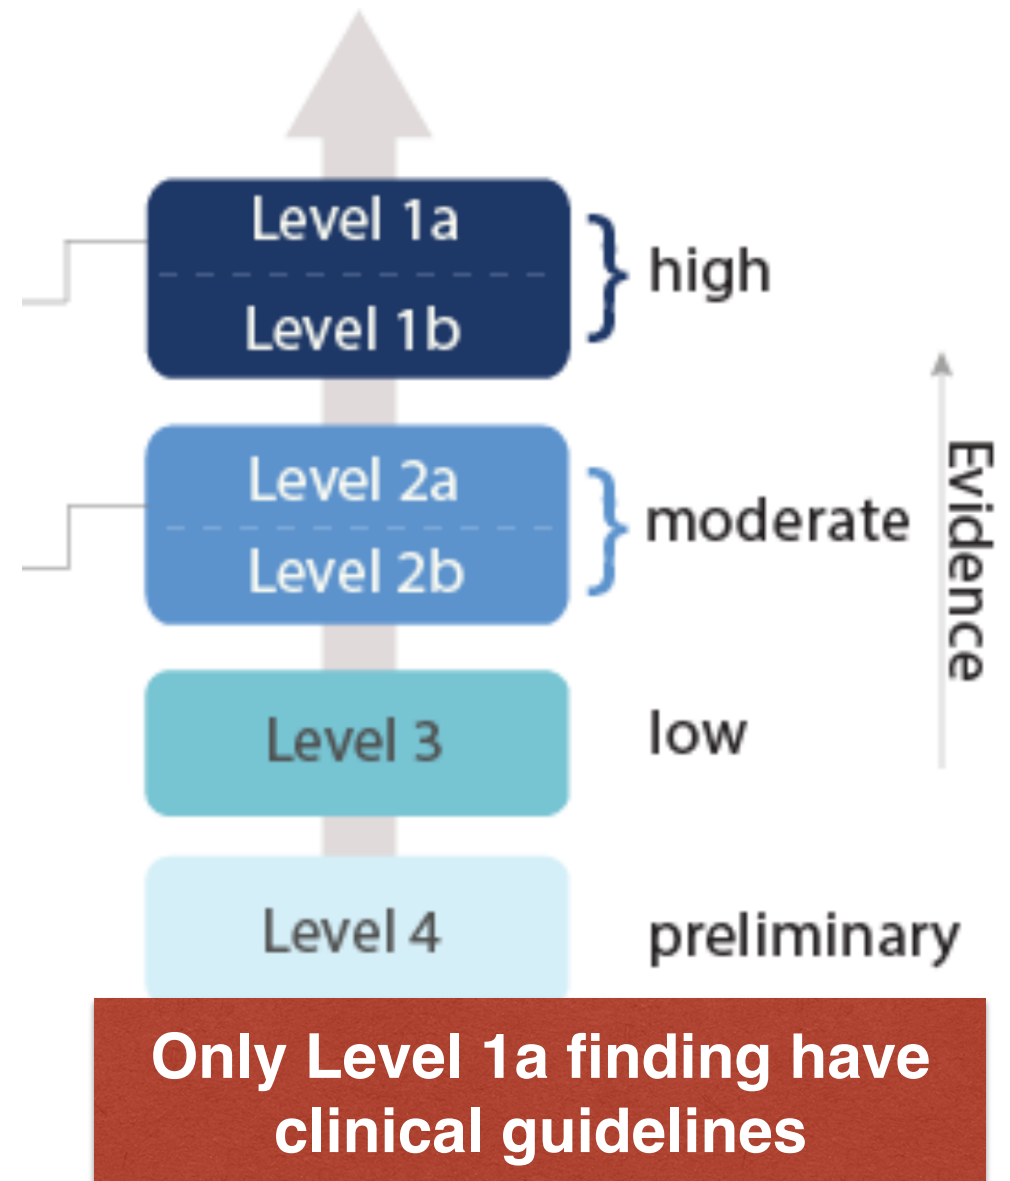 Level 1a
Level 1b
high
Level 2a
Level 2b
moderate
Evidence
Level 3
low
Level 4
preliminary
Only Level 1a finding have
clinical guidelines